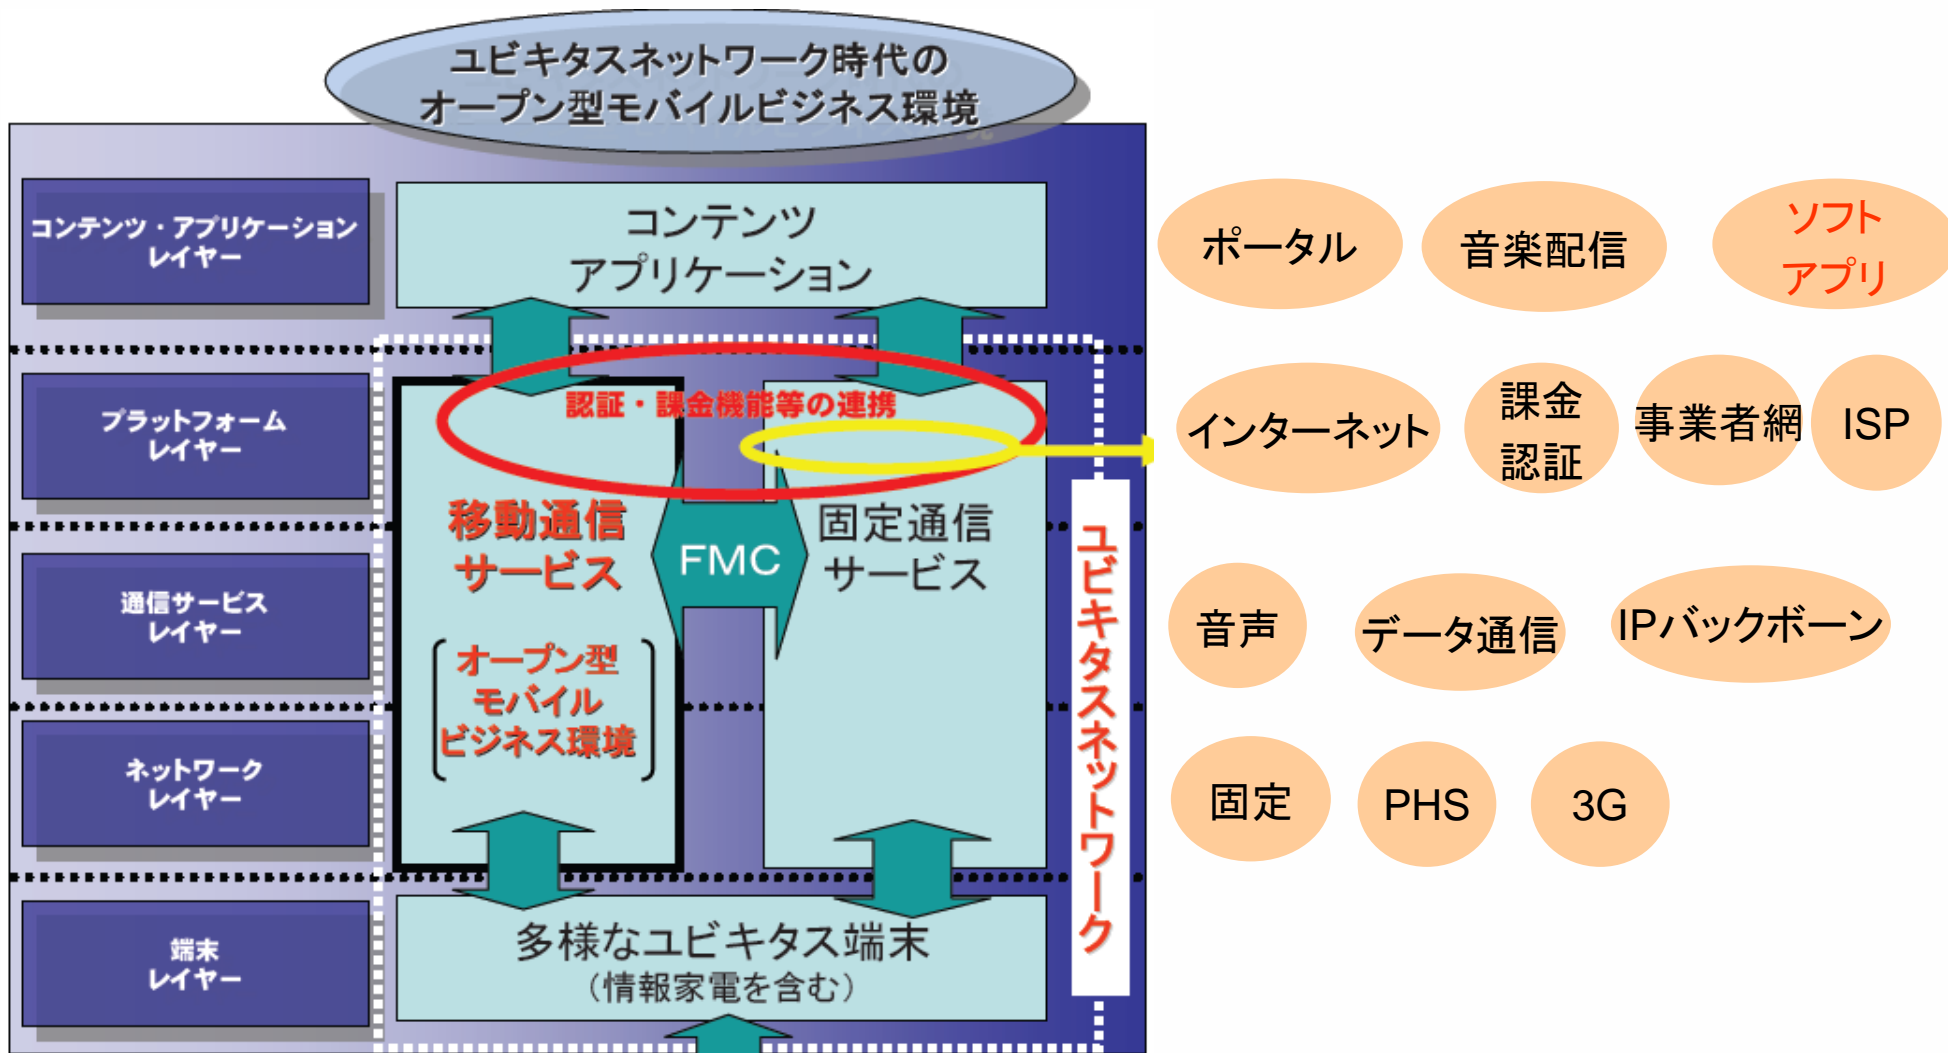 ユビキタスネットワーク時代の
オープン型モバイルビジネス環境
コンテンツ・アプリケーション
レイヤー
コンテンツ
アプリケーション
ポータル
音楽配信
ソフト
アプリ
プラットフォーム
レイヤー
認証・課金機能等の連携
インターネット
課金
認証
事業者網
ISP
移動通信
サービス
FMC
固定通信
サービス
通信サービス
レイヤー
オープン型
モバイル
ビジネス環境
ユビキタスネットワーク
音声
データ通信
IPバックボーン
ネットワーク
レイヤー
固定
PHS
3G
端末
レイヤー
多様なユビキタス端末
（情報家電を含む）